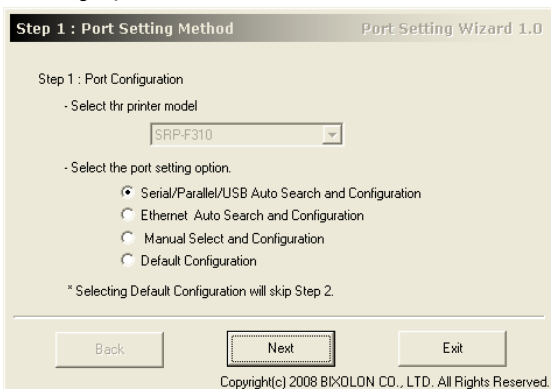 Step 1 : Port Setting Method
Port Setting Wizard 1.0
Step 1 : Port Configuration
- Select thr printer model
SRP-F310
- Select the port setting option.
Serial/Parallel/USB Auto Search and Configuration
Ethernet Auto Search and Configuration
Manual Select and Configuration
Default Configuration
* Selecting Default Configuration will skip Step 2.
Back
Next
Exit
Copyright(c) 2008 BIXOLON CO., LTD. All Rights Reserved.